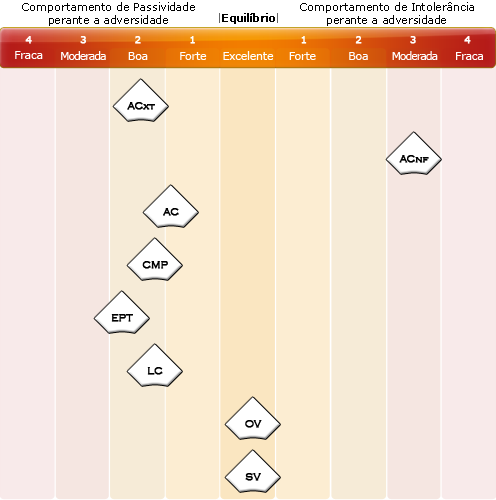 Comportamento de Passividade
perante a adversidade
|Equilíbrio|
Comportamento de Intolerância
perante a adversidade
4 3 2 1 1 2 3 4
Fraca Moderada Boa Forte Excelente Forte Boa Moderada Fraca
ACXT
ACNF
AC
CMP
EPT
LC
OV
SV